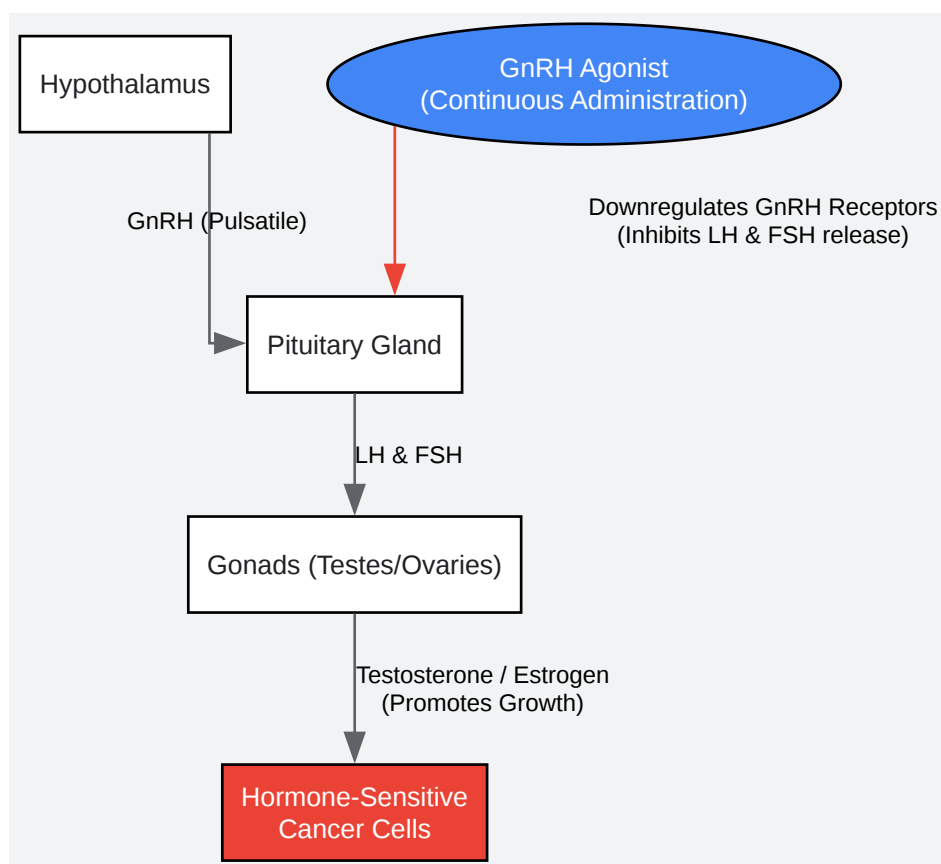 Hypothalamus
GnRH Agonist
(Continuous Administration)
GnRH (Pulsatile)
Downregulates GnRH Receptors
(Inhibits LH & FSH release)
Pituitary Gland
LH & FSH
Gonads (Testes/Ovaries)
Testosterone / Estrogen
(Promotes Growth)
Hormone-Sensitive
Cancer Cells